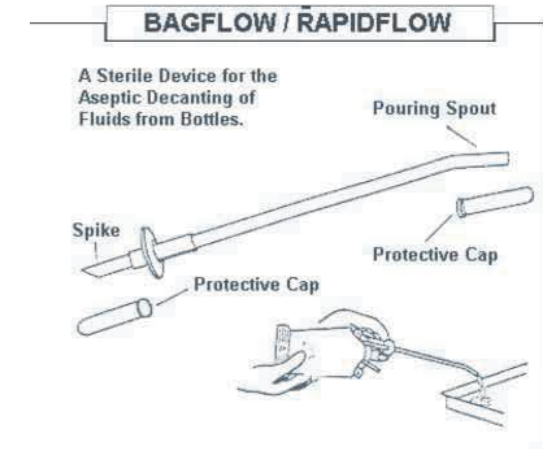 BAGFLOW / RAPIDFLOW
A Sterile Device for the
Aseptic Decanting of
Fluids from Bottles.
Pouring Spout
Spike
Protective Cap
Protective Cap